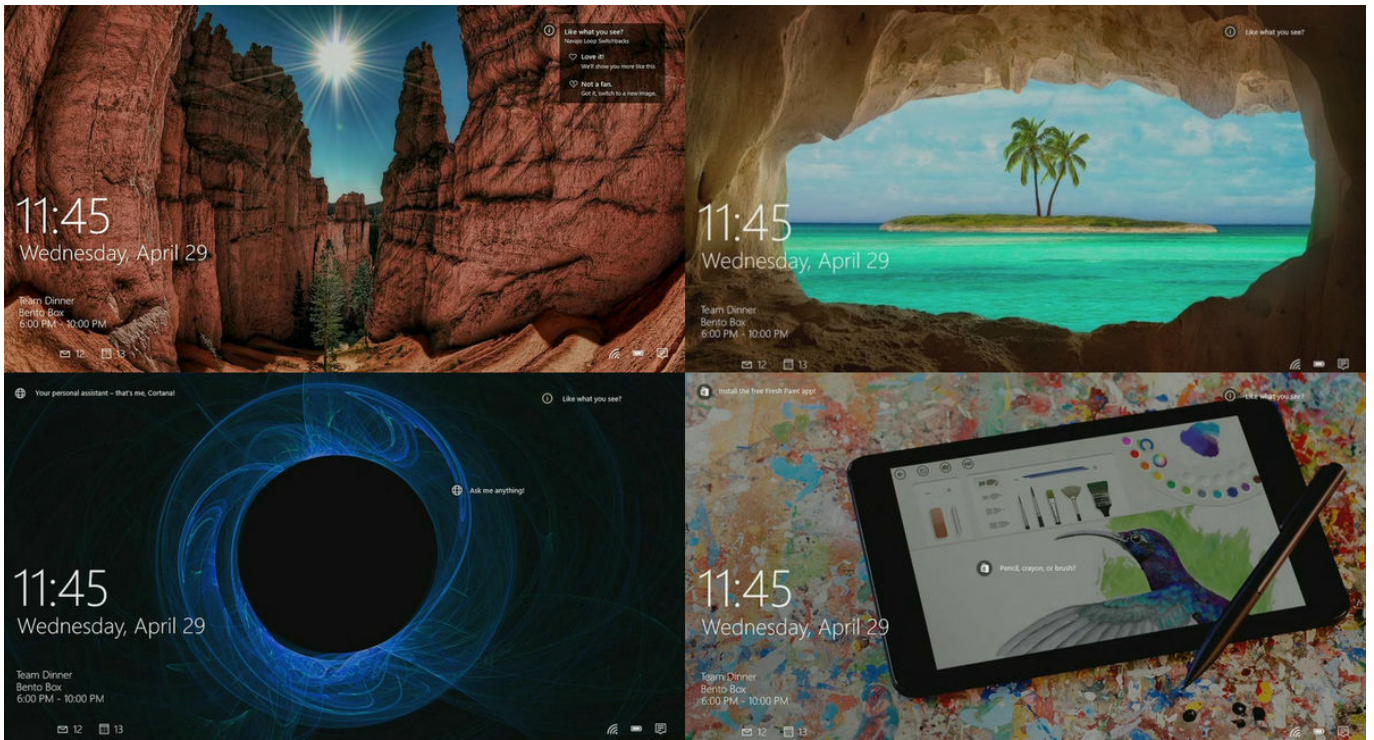 Like what you see?
Navajo Loop Switchbacks
Love it!
We'll show you more like this.
Not a fan.
Got it, switch to a new image.
11:45
Wednesday, April 29
Team Dinner
Bento Box
6:00 PM - 10:00 PM
12 13
Like what you see?
11:45
Wednesday, April 29
Team Dinner
Bento Box
6:00 PM - 10:00 PM
12 13
Your personal assistant – that's me, Cortana!
Like what you see?
Ask me anything!
11:45
Wednesday, April 29
Team Dinner
Bento Box
6:00 PM - 10:00 PM
12 13
Install the free Fresh Paint app!
Like what you see?
Pencil, crayon, or brush?
11:45
Wednesday, April 29
Team Dinner
Bento Box
6:00 PM - 10:00 PM
12 13